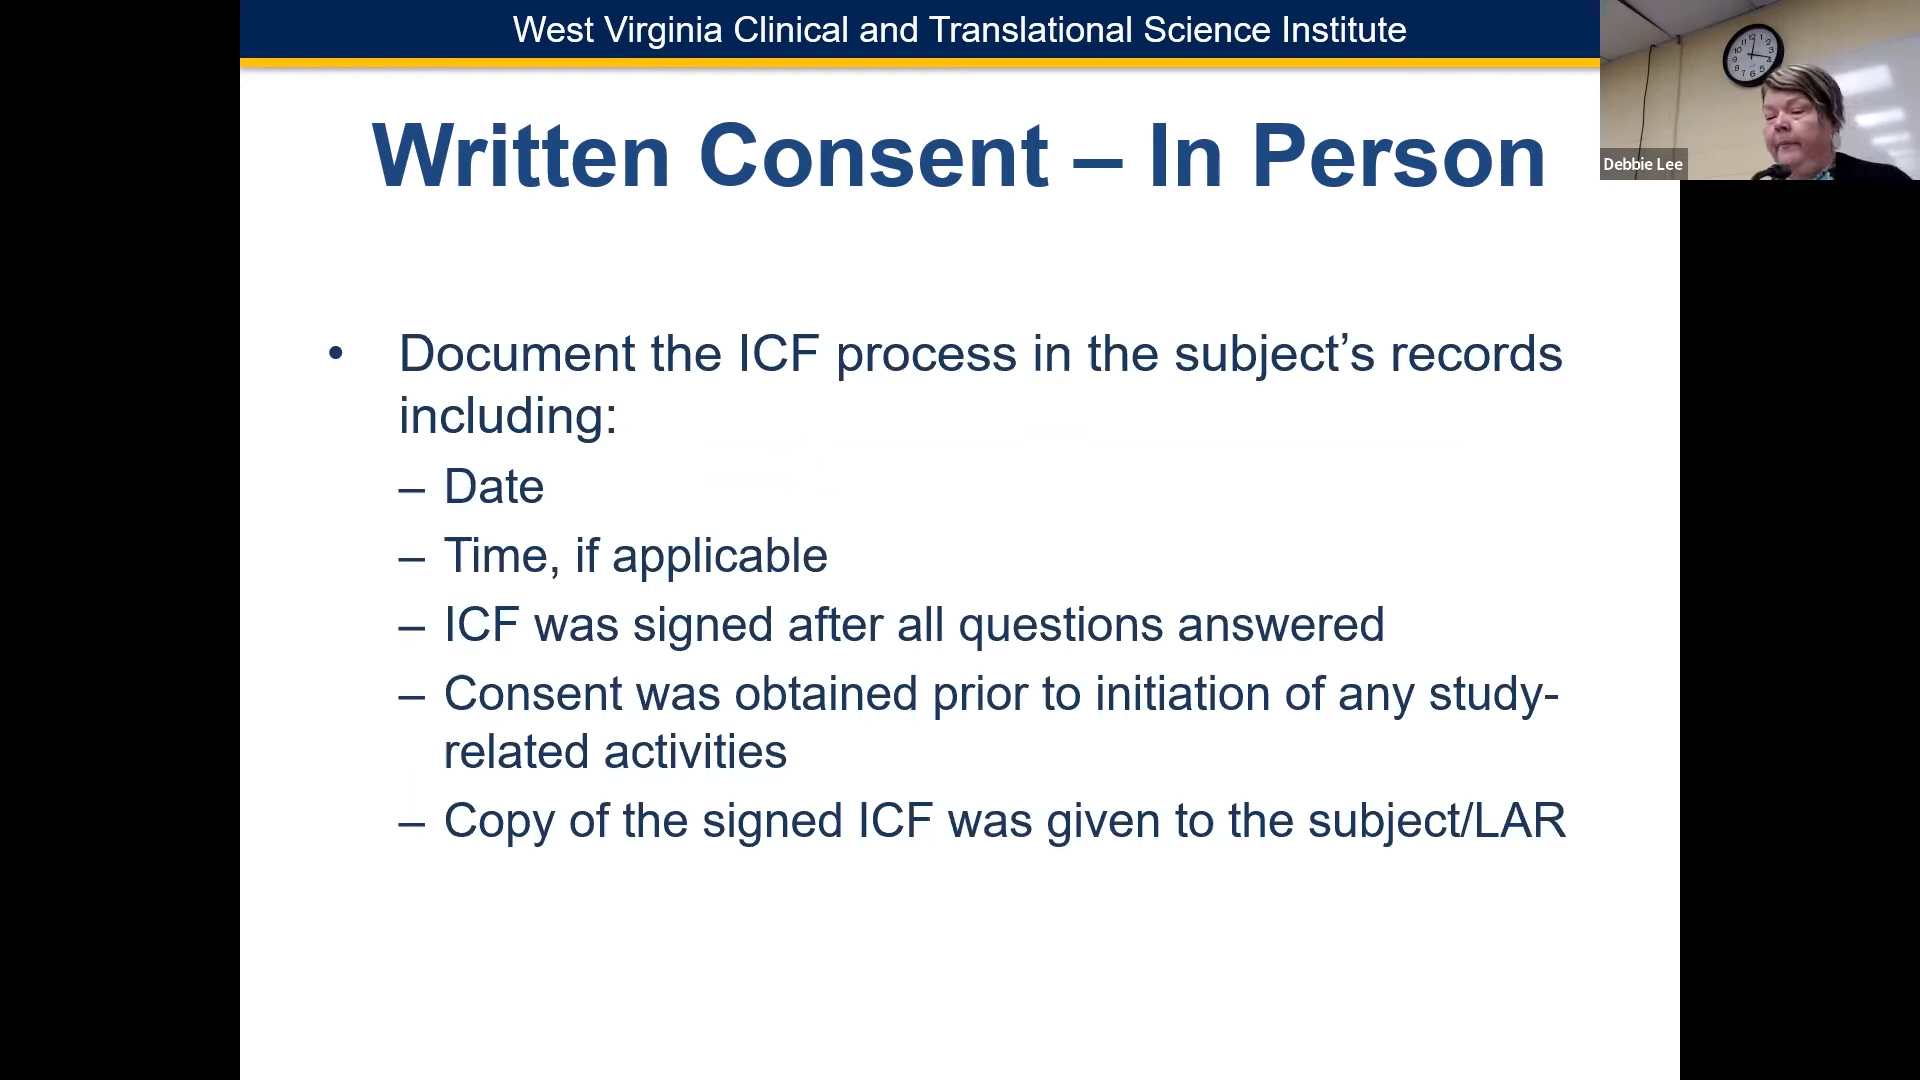 West Virginia Clinical and Translational Science Institute
Written Consent – In Person
Debbie Lee
• Document the ICF process in the subject’s records
including:
– Date
– Time, if applicable
– ICF was signed after all questions answered
– Consent was obtained prior to initiation of any study-
related activities
– Copy of the signed ICF was given to the subject/LAR